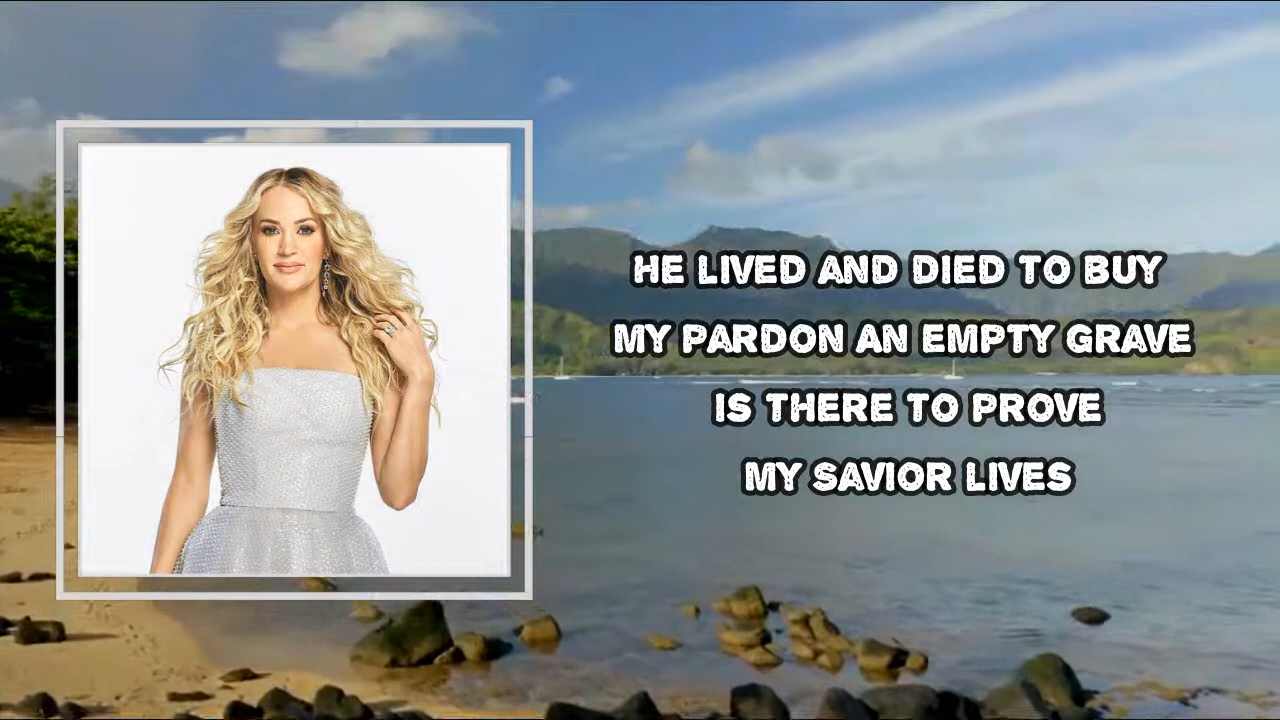 HE LIVED AND DIED TO BUY
MY PARDON AN EMPTY GRAVE
IS THERE TO PROVE
MY SAVIOR LIVES